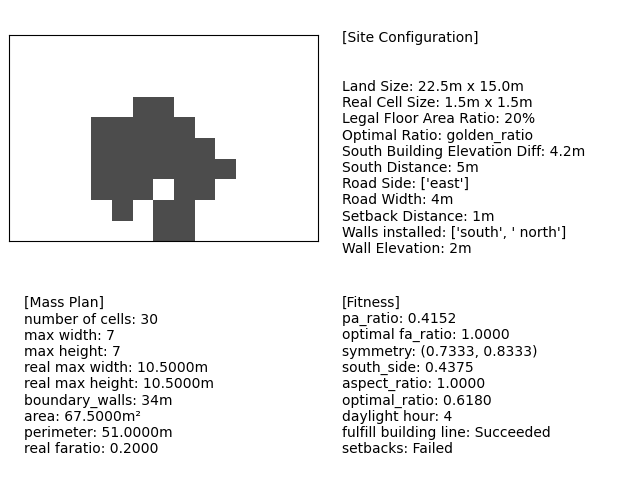 [Site Configuration]
Land Size: 22.5m x 15.0m
Real Cell Size: 1.5m x 1.5m
Legal Floor Area Ratio: 20%
Optimal Ratio: golden_ratio
South Building Elevation Diff: 4.2m
South Distance: 5m
Road Side: ['east']
Road Width: 4m
Setback Distance: 1m
Walls installed: ['south', ' north']
Wall Elevation: 2m
[Mass Plan]
number of cells: 30
max width: 7
max height: 7
real max width: 10.5000m
real max height: 10.5000m
boundary_walls: 34m
area: 67.5000m²
perimeter: 51.0000m
real faratio: 0.2000
[Fitness]
pa_ratio: 0.4152
optimal fa_ratio: 1.0000
symmetry: (0.7333, 0.8333)
south_side: 0.4375
aspect_ratio: 1.0000
optimal_ratio: 0.6180
daylight hour: 4
fulfill building line: Succeeded
setbacks: Failed